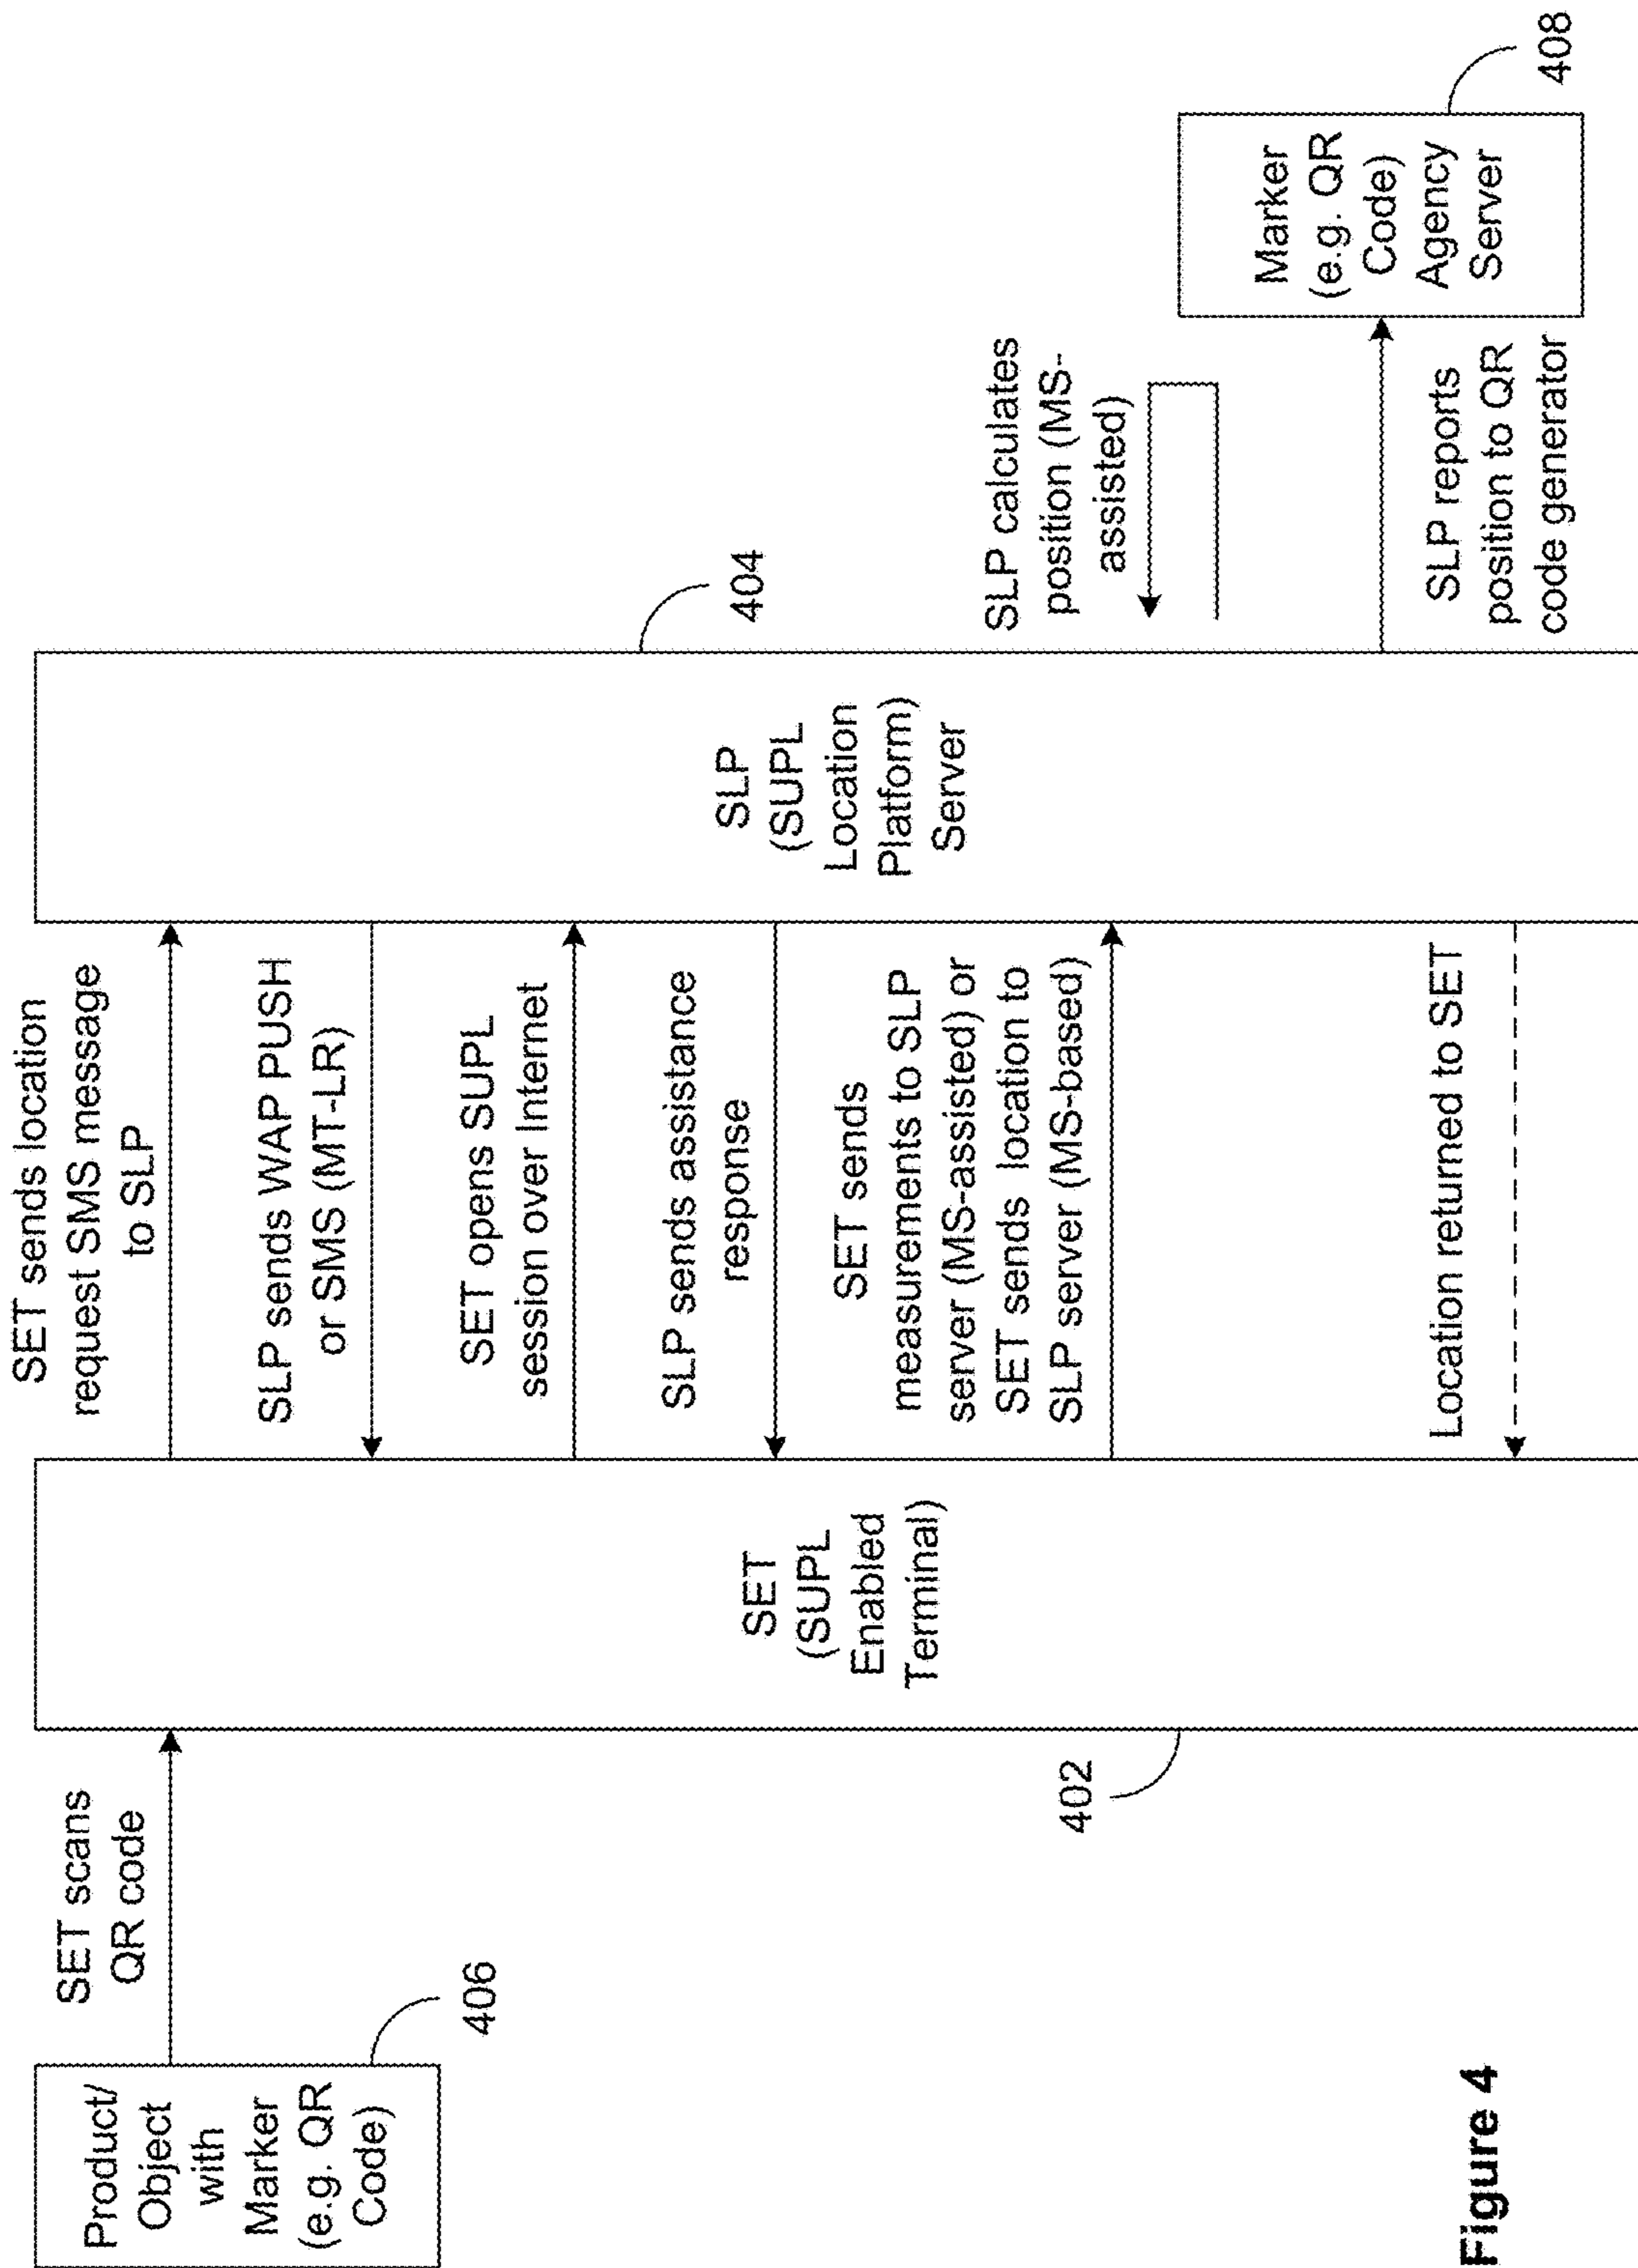 Product/
Object
with
Marker
(e.g. QR
Code)
406
SET scans
QR code
SET
(SUPL
Enabled
Terminal)
402
SET sends location
request SMS message
to SLP
SLP sends WAP PUSH
or SMS (MT-LR)
SET opens SUPL
session over Internet
SLP sends assistance
response
SET sends
measurements to SLP
server (MS-assisted) or
SET sends location to
SLP server (MS-based)
Location returned to SET
SLP
(SUPL
Location
Platform)
Server
404
SLP calculates
position (MS-
assisted)
SLP reports
position to QR
code generator
Marker
(e.g. QR
Code)
Agency
Server
408
Figure 4